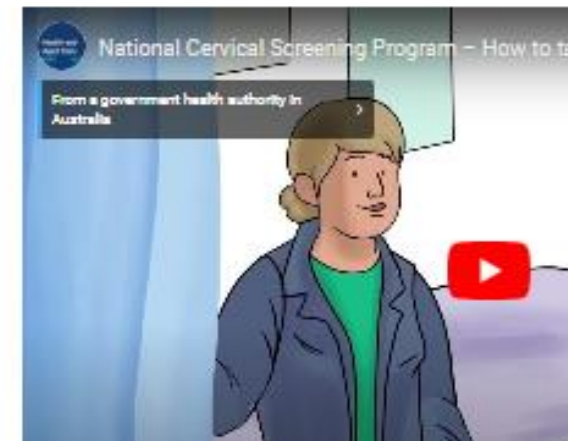 National Cervical Screening Program – How to ta
From a government health authority in
Australia